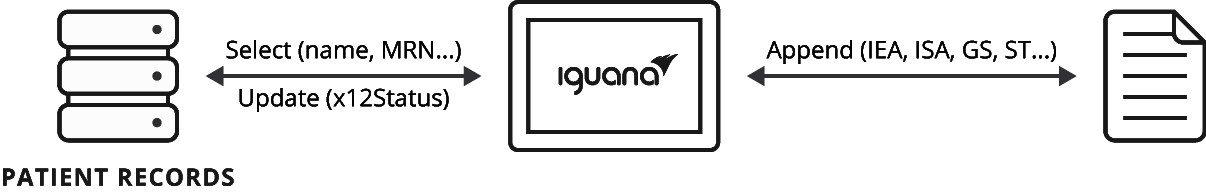 Select (name, MRN...)
Update (x12Status)
iguana
Append (IEA, ISA, GS, ST...)
PATIENT RECORDS